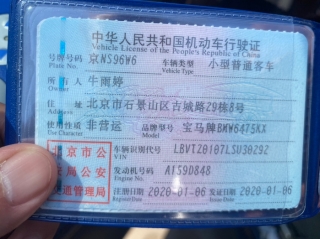 中华人民共和国机动车行驶证
Vehicle License of the People's Republic of China
号牌号码 京NS96W6 车辆类型 小型普通客车
Plate No. Vehicle Type
所有人 牛雨婷
Owner
住址 北京市石景山区古城路29栋8号
Address
使用性质 非营运 品牌型号 宝马牌BMW6475KX
Use Character Model
北京市公 车辆识别代号 LBVTZ0107LSU30292
VIN
安局公安 发动机号码 A159D848
Engine No.
交通管理局 注册日期 2020-01-06 发证日期 2020-01-06
Register Date Issue Date